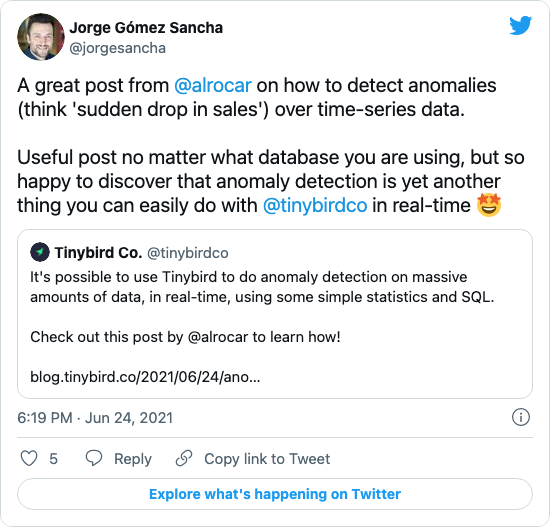 Jorge Gómez Sancha
@jorgesancha
A great post from @alrocar on how to detect anomalies
(think 'sudden drop in sales') over time-series data.
Useful post no matter what database you are using, but so
happy to discover that anomaly detection is yet another
thing you can easily do with @tinybirdco in real-time 🤩
Tinybird Co. @tinybirdco
It's possible to use Tinybird to do anomaly detection on massive
amounts of data, in real-time, using some simple statistics and SQL.
Check out this post by @alrocar to learn how!
blog.tinybird.co/2021/06/24/ano...
6:19 PM · Jun 24, 2021
5 Reply Copy link to Tweet
Explore what's happening on Twitter